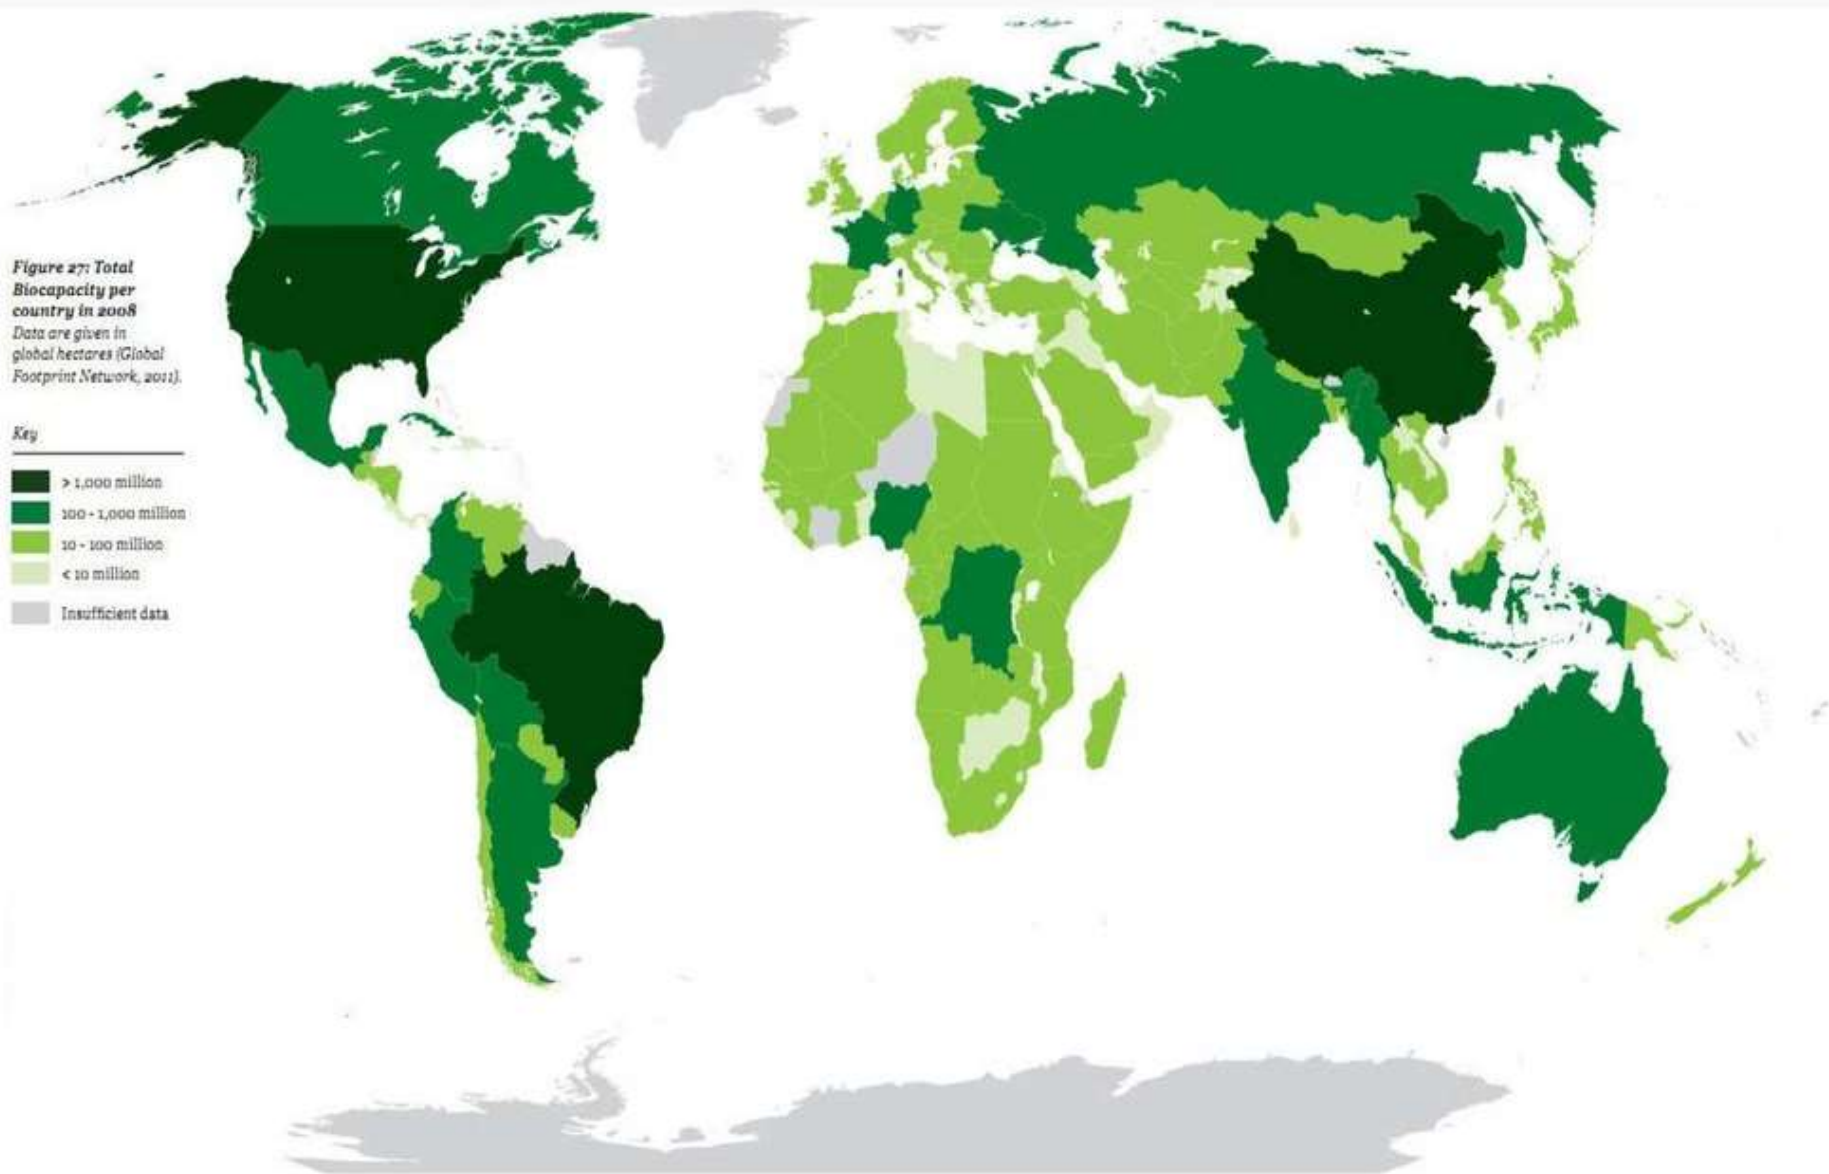 Figure 27: Total
Biocapacity per
country in 2008
Data are given in
global hectares (Global
Footprint Network, 2011).
Key
> 1,000 million
100 - 1,000 million
10 - 100 million
< 10 million
Insufficient data